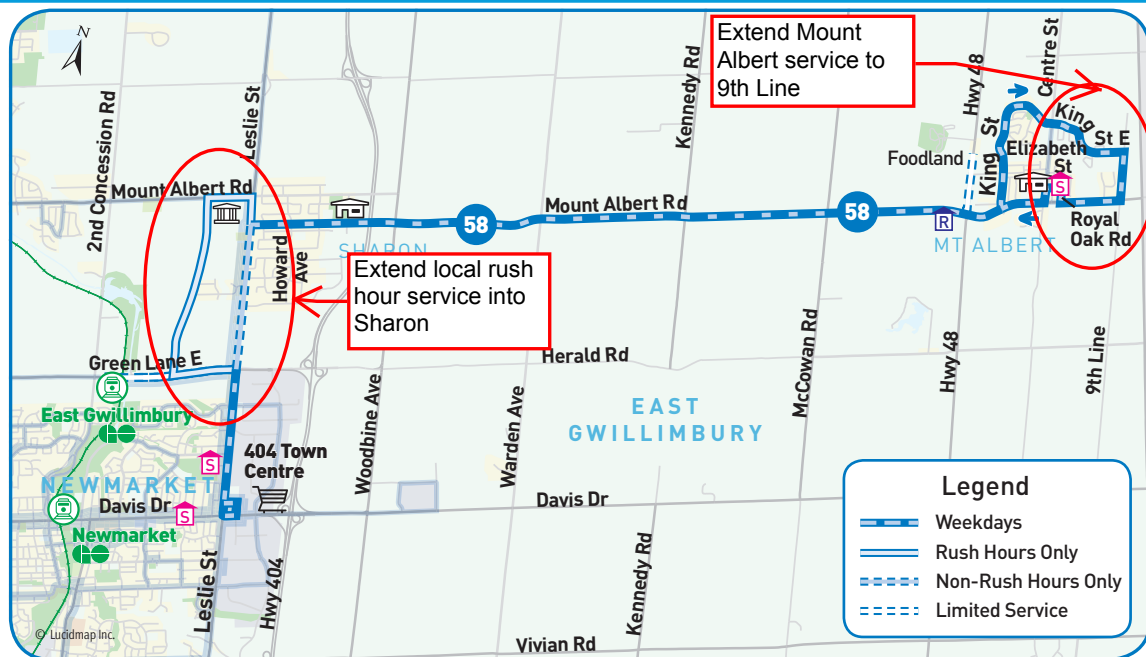 Extend Mount
Albert service to
9th Line
N
2nd Concession Rd
Leslie St
Kennedy Rd
Hwy 48
Centre St
King St
King
St E
Foodland
Elizabeth
St
S
Mount Albert Rd
58
Mount Albert Rd
58
R
Royal
Oak Rd
SHARON
MT ALBERT
Howard
Ave
Extend local rush
hour service into
Sharon
Green Lane E
Herald Rd
East Gwillimbury
Woodbine Ave
Warden Ave
McCowan Rd
Hwy 48
9th Line
EAST
GWILLIMBURY
S
404 Town
Centre
NEWMARKET
Davis Dr
S
Davis Dr
Newmarket
Leslie St
Hwy 404
Kennedy Rd
Vivian Rd
Legend
Weekdays
Rush Hours Only
Non-Rush Hours Only
Limited Service
© Lucidmap Inc.